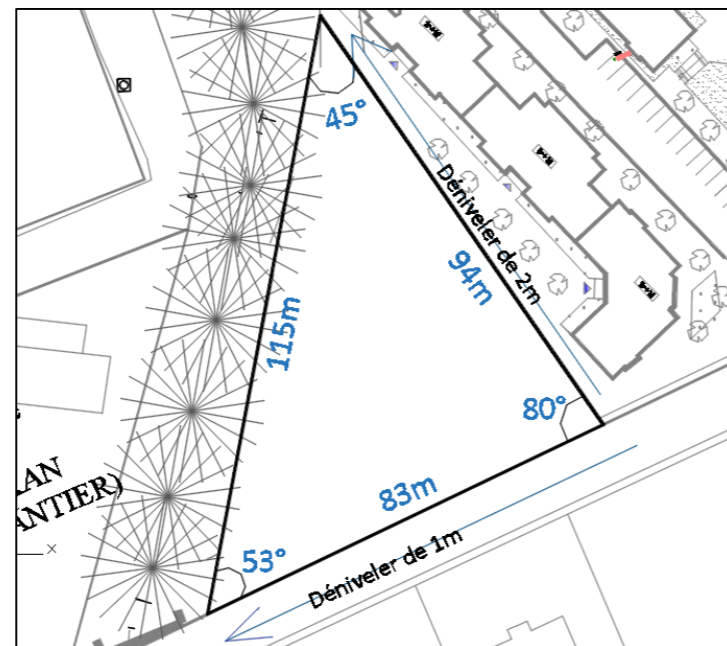 45°
Déniveler de 2m
94m
115m
80°
LAN
ANTIER)
83m
53°
Déniveler de 1m